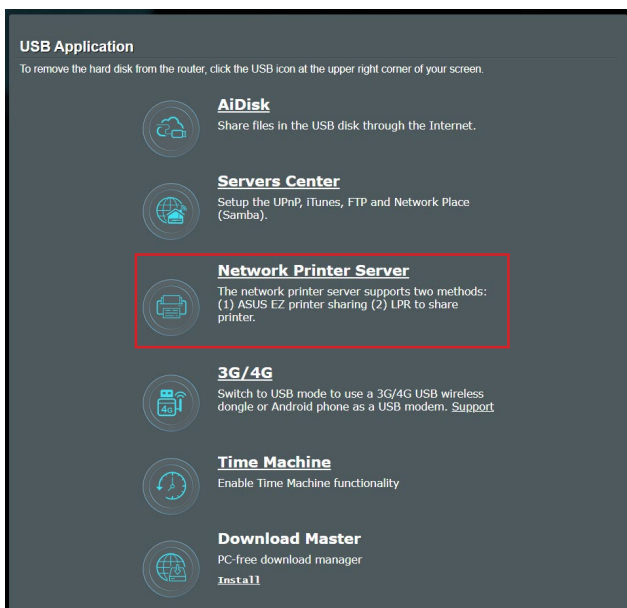 USB Application
To remove the hard disk from the router, click the USB icon at the upper right corner of your screen.
AiDisk
Share files in the USB disk through the Internet.
Servers Center
Setup the UPnP, iTunes, FTP and Network Place
(Samba).
Network Printer Server
The network printer server supports two methods:
(1) ASUS EZ printer sharing (2) LPR to share
printer.
3G/4G
4G
Switch to USB mode to use a 3G/4G USB wireless
dongle or Android phone as a USB modem. Support
Time Machine
Enable Time Machine functionality
Download Master
PC-free download manager
Install